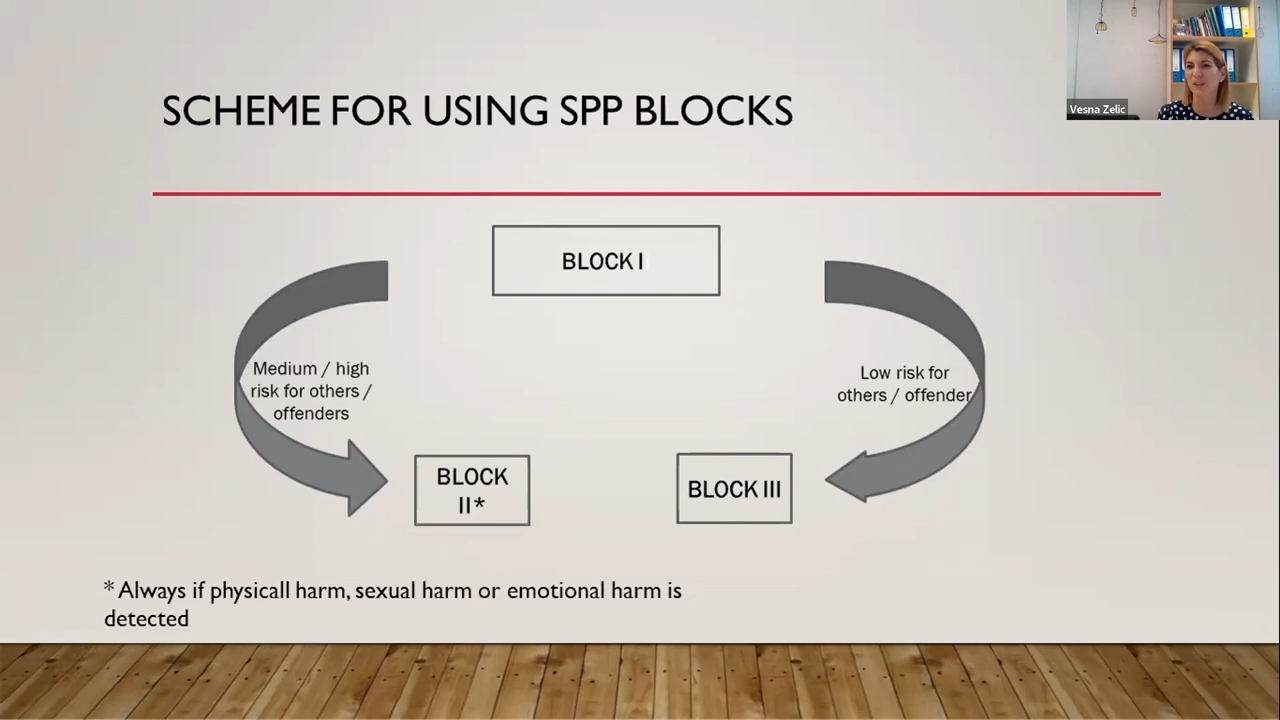 Vesna Zelic
SCHEME FOR USING SPP BLOCKS
BLOCK Ii
Medium / high
risk for others /
offenders
Low risk for
others / offender
BLOCK
II*
BLOCK III
* Always if physicall harm, sexual harm or emotional harm is
detected